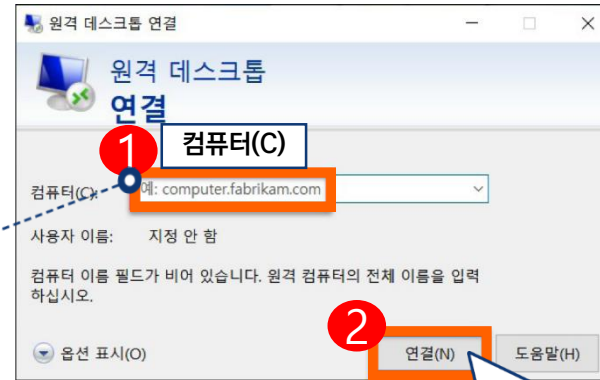 원격 데스크톱 연결
원격 데스크톱
연결
1
컴퓨터(C)
컴퓨터(C):
예: computer.fabrikam.com
사용자 이름: 지정 안 함
컴퓨터 이름 필드가 비어 있습니다. 원격 컴퓨터의 전체 이름을 입력
하십시오.
2
옵션 표시(O)
연결(N)
도움말(H)